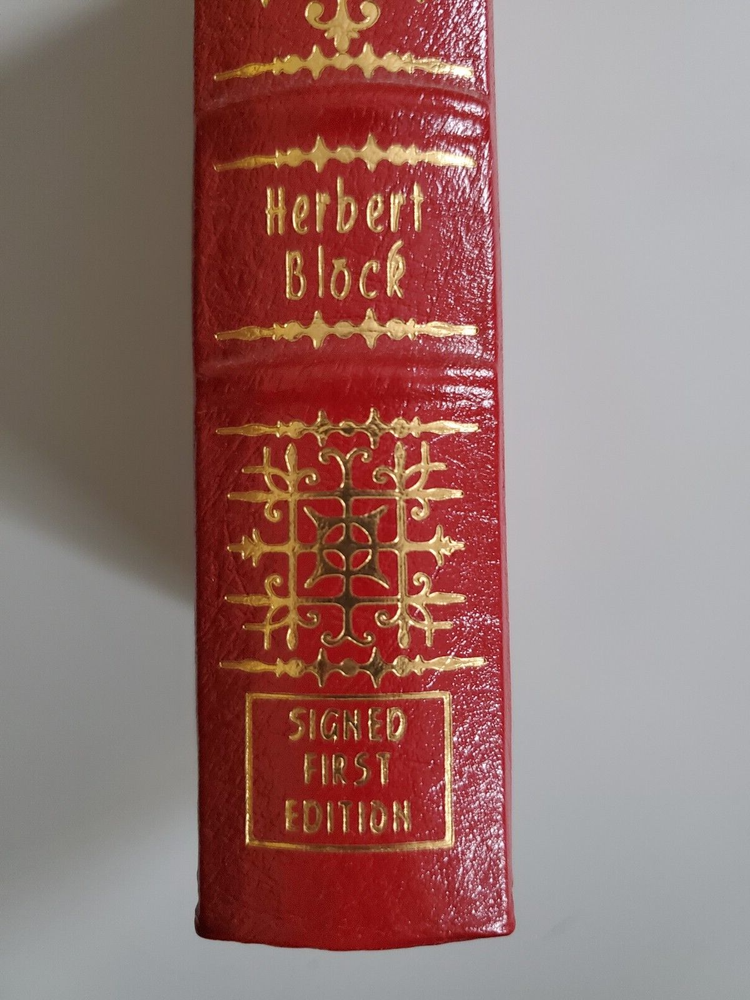 Herbert
Block
SIGNED
FIRST
EDITION